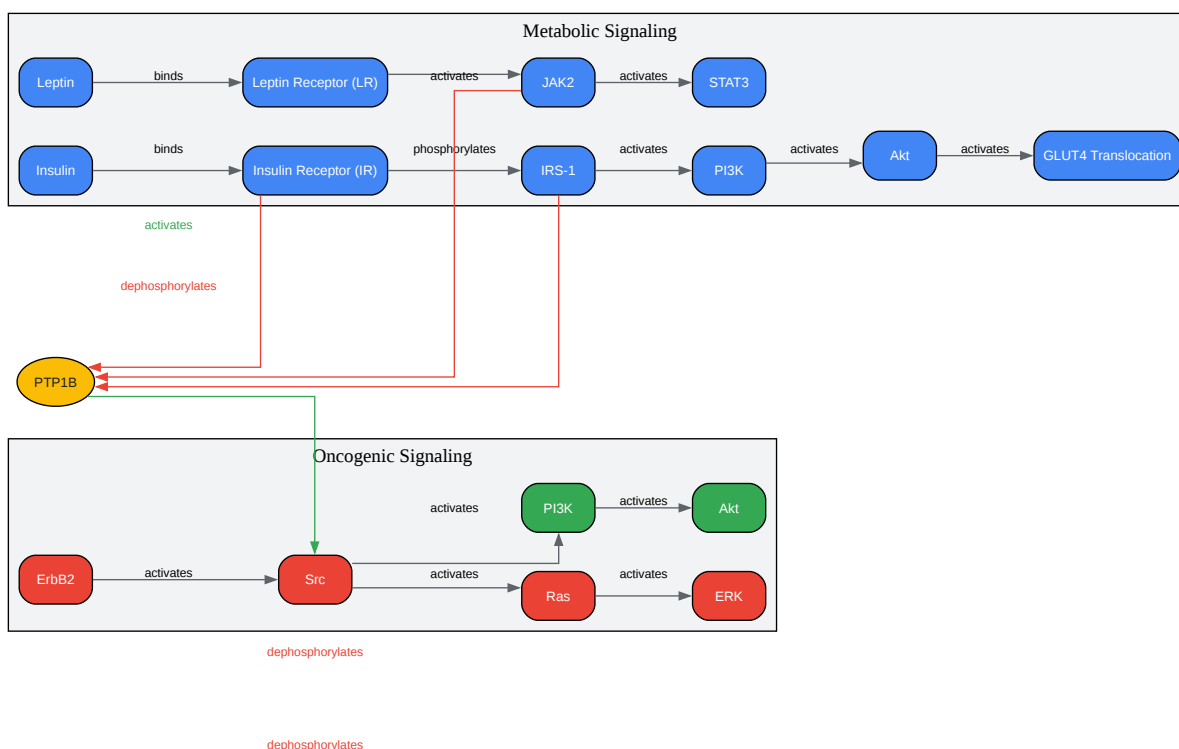 Metabolic Signaling
Leptin
binds
Leptin Receptor (LR)
activates
JAK2
activates
STAT3
Insulin
binds
Insulin Receptor (IR)
phosphorylates
IRS-1
activates
PI3K
activates
Akt
activates
GLUT4 Translocation
activates
dephosphorylates
PTP1B
Oncogenic Signaling
activates
PI3K
activates
Akt
ErbB2
activates
Src
activates
Ras
activates
ERK
dephosphorylates
dephosphorylates